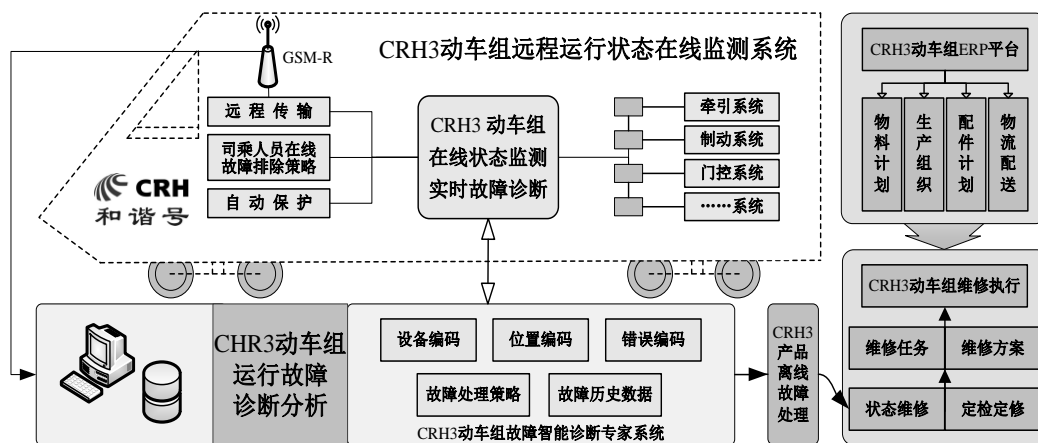 CRH3动车组远程运行状态在线监测系统
GSM-R
远程传输
司乘人员在线
故障排除策略
自动保护
CRH
和谐号
CRH3动车组
在线状态监测
实时故障诊断
牵引系统
制动系统
门控系统
……系统
CRH3动车组ERP平台
物料计划
生产组织
配件计划
物流配送
CRH3动车组维修执行
维修任务
维修方案
状态维修
定检定修
CHR3动车组
运行故障
诊断分析
设备编码
位置编码
错误编码
故障处理策略
故障历史数据
CRH3动车组故障智能诊断专家系统
CRH3
产品
离线
故障
处理